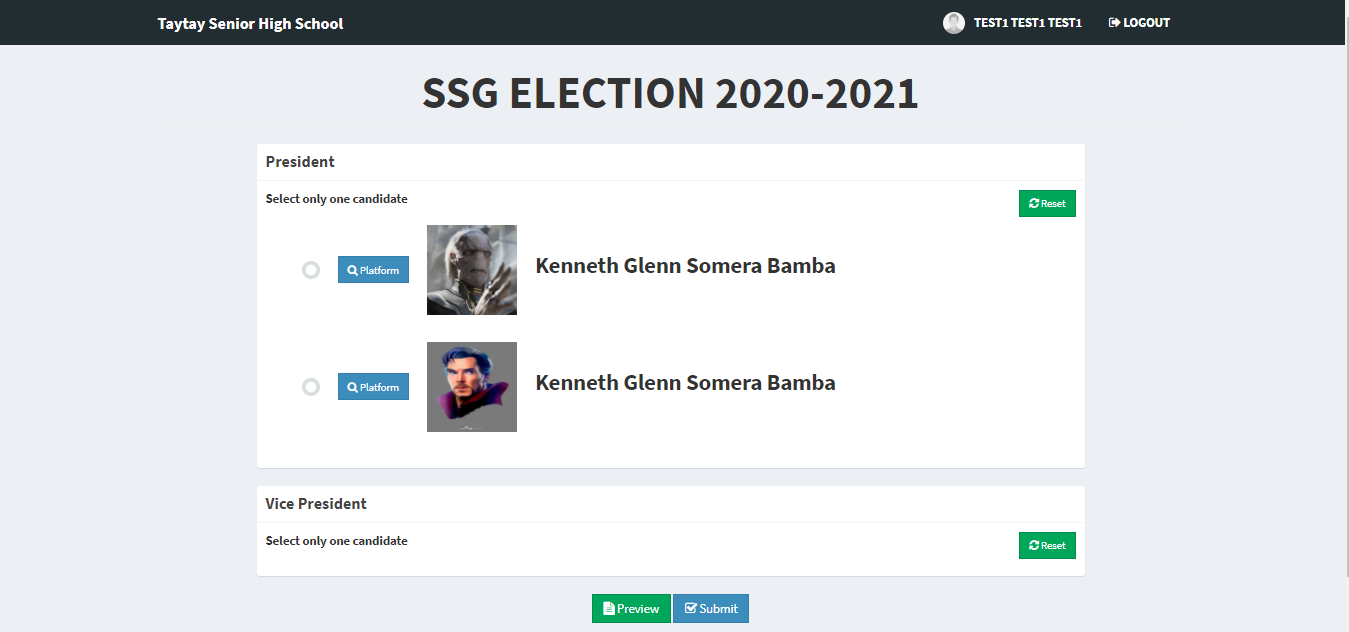 Taytay Senior High School
TEST1 TEST1 TEST1
LOGOUT
SSG ELECTION 2020-2021
President
Select only one candidate
Reset
Platform
Kenneth Glenn Somera Bamba
Platform
Kenneth Glenn Somera Bamba
Vice President
Select only one candidate
Reset
Preview
Submit